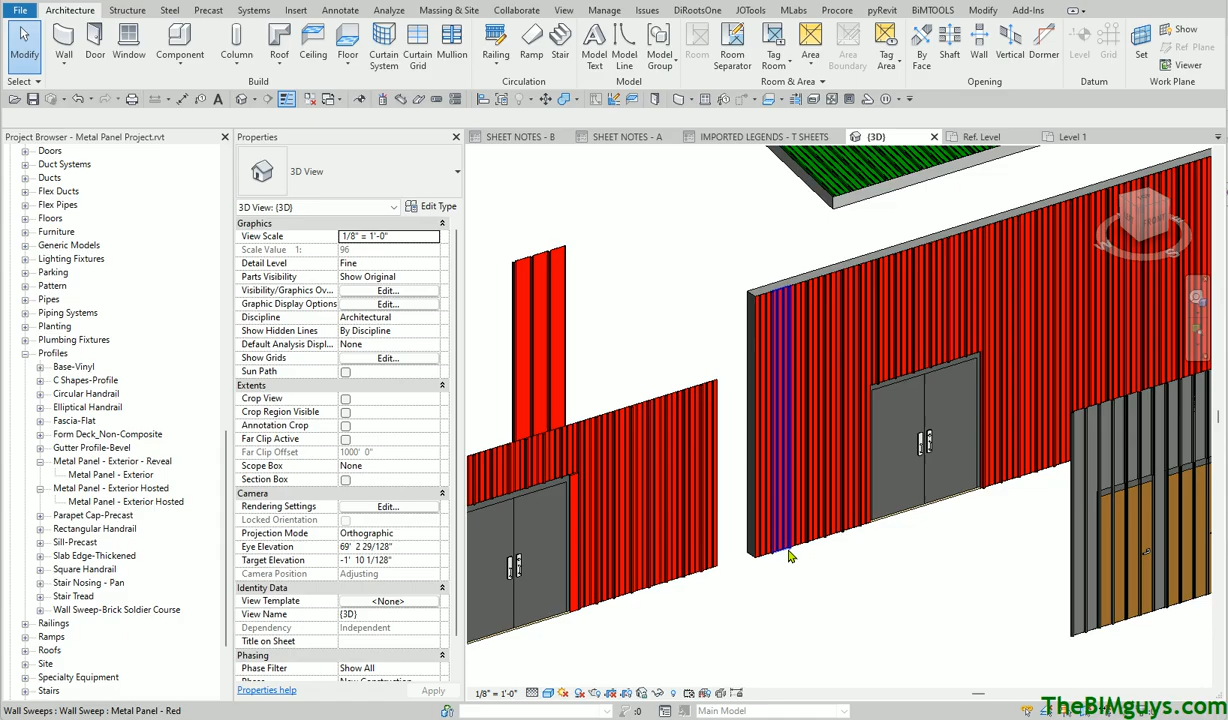 File Architecture Structure Steel Precast Systems Insert Annotate Analyze Massing & Site Collaborate View Manage Issues DiRootsOne JOTools MLabs Procore pyRevit BiMTOOLS Modify Add-Ins
Modify Wall Door Window Component Column Roof Ceiling Floor Curtain System Curtain Grid Mullion Railing Ramp Stair Model Text Model Line Model Group Room Room Separator Tag Room Area Area Boundary Tag Area By Face Shaft Wall Vertical Dormer Level Grid Set Show
Ref Plane
Viewer
Select Build Circulation Model Room & Area Opening Datum Work Plane
Project Browser - Metal Panel Project.rvt
Doors
Duct Systems
Ducts
Flex Ducts
Flex Pipes
Floors
Furniture
Generic Models
Lighting Fixtures
Parking
Pattern
Pipes
Piping Systems
Planting
Plumbing Fixtures
Profiles
Base-Vinyl
C Shapes-Profile
Circular Handrail
Elliptical Handrail
Fascia-Flat
Form Deck_Non-Composite
Gutter Profile-Bevel
Metal Panel - Exterior - Reveal
Metal Panel - Exterior
Metal Panel - Exterior Hosted
Metal Panel - Exterior Hosted
Parapet Cap-Precast
Rectangular Handrail
Sill-Precast
Slab Edge-Thickened
Square Handrail
Stair Nosing - Pan
Stair Tread
Wall Sweep-Brick Soldier Course
Railings
Ramps
Roofs
Site
Specialty Equipment
Stairs
Properties
3D View
3D View: {3D} Edit Type
Graphics
View Scale 1/8" = 1'-0"
Scale Value 1: 96
Detail Level Fine
Parts Visibility Show Original
Visibility/Graphics Ov... Edit...
Graphic Display Options Edit...
Discipline Architectural
Show Hidden Lines By Discipline
Default Analysis Displ... None
Show Grids Edit...
Sun Path
Extents
Crop View
Crop Region Visible
Annotation Crop
Far Clip Active
Far Clip Offset 1000' 0"
Scope Box None
Section Box
Camera
Rendering Settings Edit...
Locked Orientation
Projection Mode Orthographic
Eye Elevation 69' 2 29/128"
Target Elevation -1' 10 1/128"
Camera Position Adjusting
Identity Data
View Template <None>
View Name {3D}
Dependency Independent
Title on Sheet
Phasing
Phase Filter Show All
Properties help Apply
SHEET NOTES - B SHEET NOTES - A IMPORTED LEGENDS - T SHEETS {3D} Ref. Level Level 1
FRONT
W S
1/8" = 1'-0"
Wall Sweeps : Wall Sweep : Metal Panel - Red :0 Main Model
TheBIMguys.com